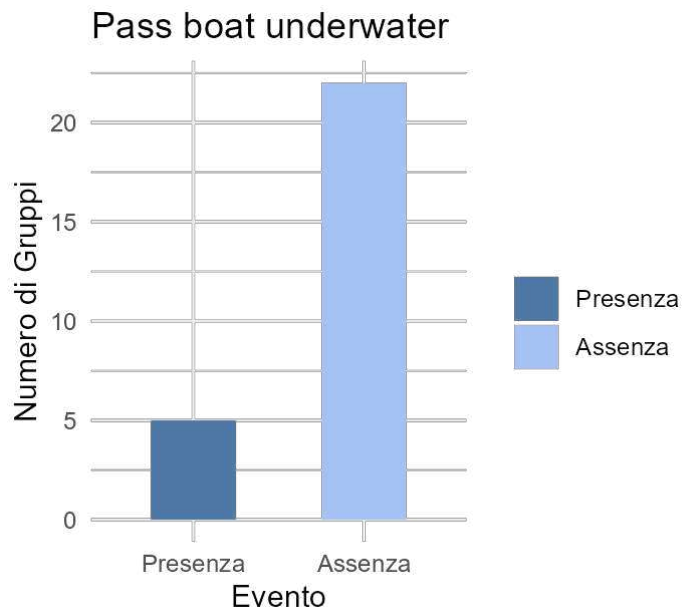 Pass boat underwater
Numero di Gruppi
20
15
10
5
0
Presenza
Assenza
Evento
Presenza
Assenza